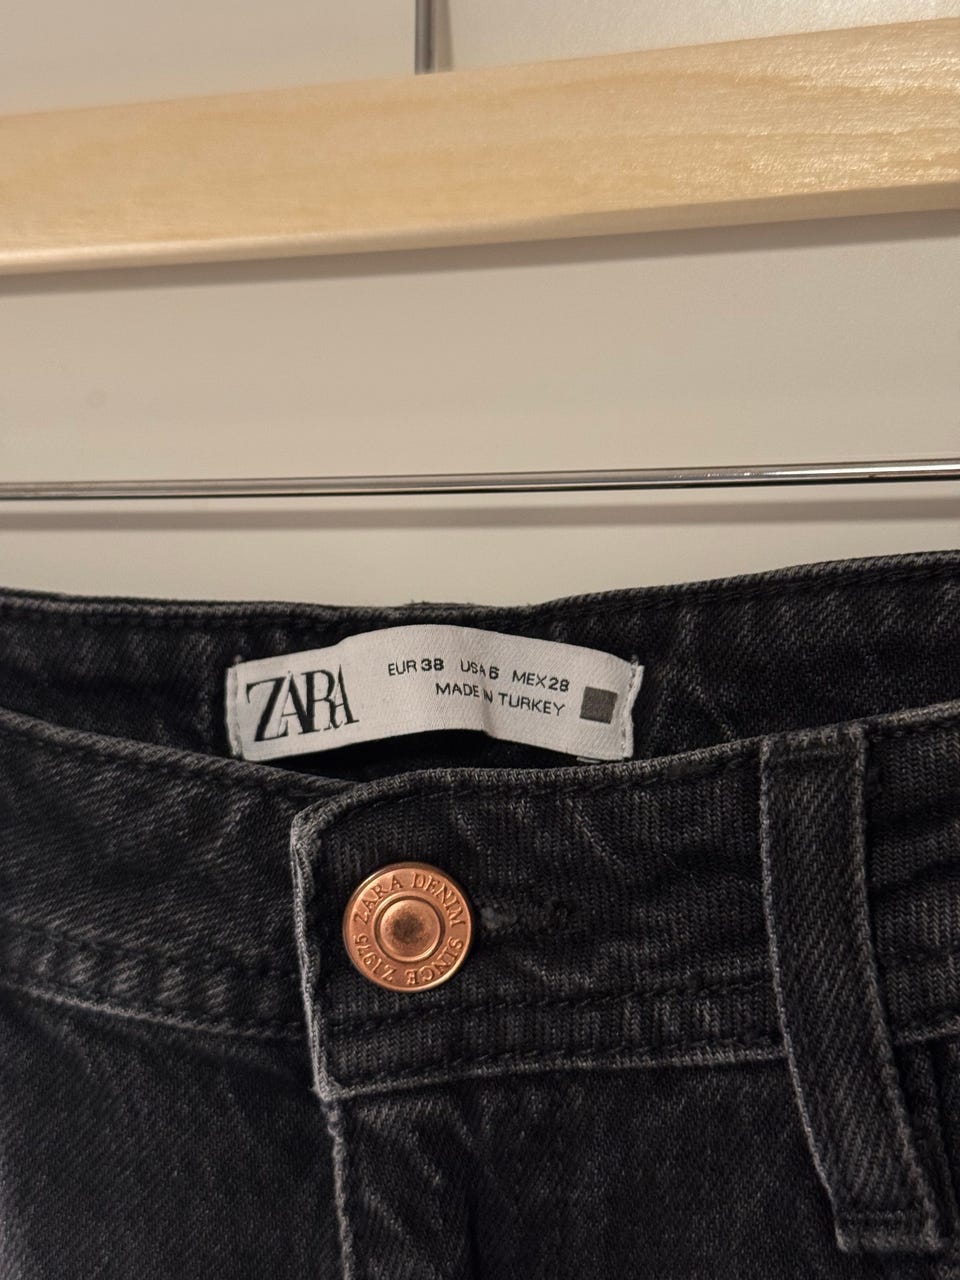 ZARA
EUR 38 USA 6 MEX 28
MADE IN TURKEY
ZARA DENIM SINCE Z1975